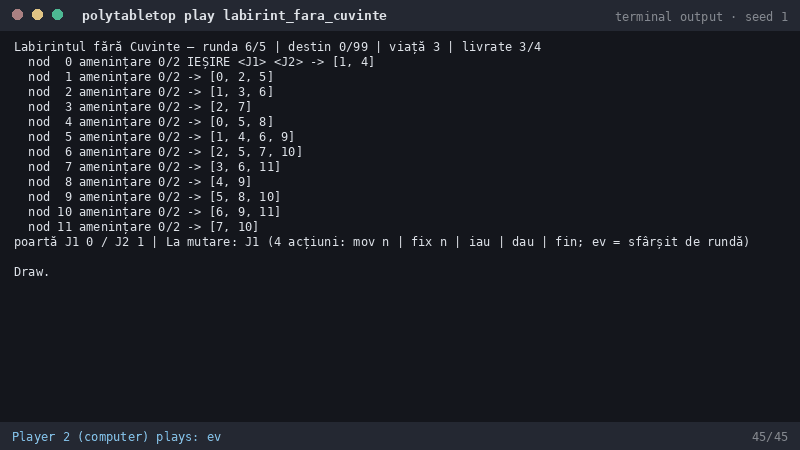 polytabletop play labirint_fara_cuvinte
terminal output · seed 1
Labirintul fără Cuvinte — runda 6/5 | destin 0/99 | viață 3 | livrate 3/4
nod 0 amenințare 0/2 IEȘIRE <J1> <J2> -> [1, 4]
nod 1 amenințare 0/2 -> [0, 2, 5]
nod 2 amenințare 0/2 -> [1, 3, 6]
nod 3 amenințare 0/2 -> [2, 7]
nod 4 amenințare 0/2 -> [0, 5, 8]
nod 5 amenințare 0/2 -> [1, 4, 6, 9]
nod 6 amenințare 0/2 -> [2, 5, 7, 10]
nod 7 amenințare 0/2 -> [3, 6, 11]
nod 8 amenințare 0/2 -> [4, 9]
nod 9 amenințare 0/2 -> [5, 8, 10]
nod 10 amenințare 0/2 -> [6, 9, 11]
nod 11 amenințare 0/2 -> [7, 10]
poartă J1 0 / J2 1 | La mutare: J1 (4 acțiuni: mov n | fix n | iau | dau | fin; ev = sfârșit de rundă)
Draw.
Player 2 (computer) plays: ev
45/45